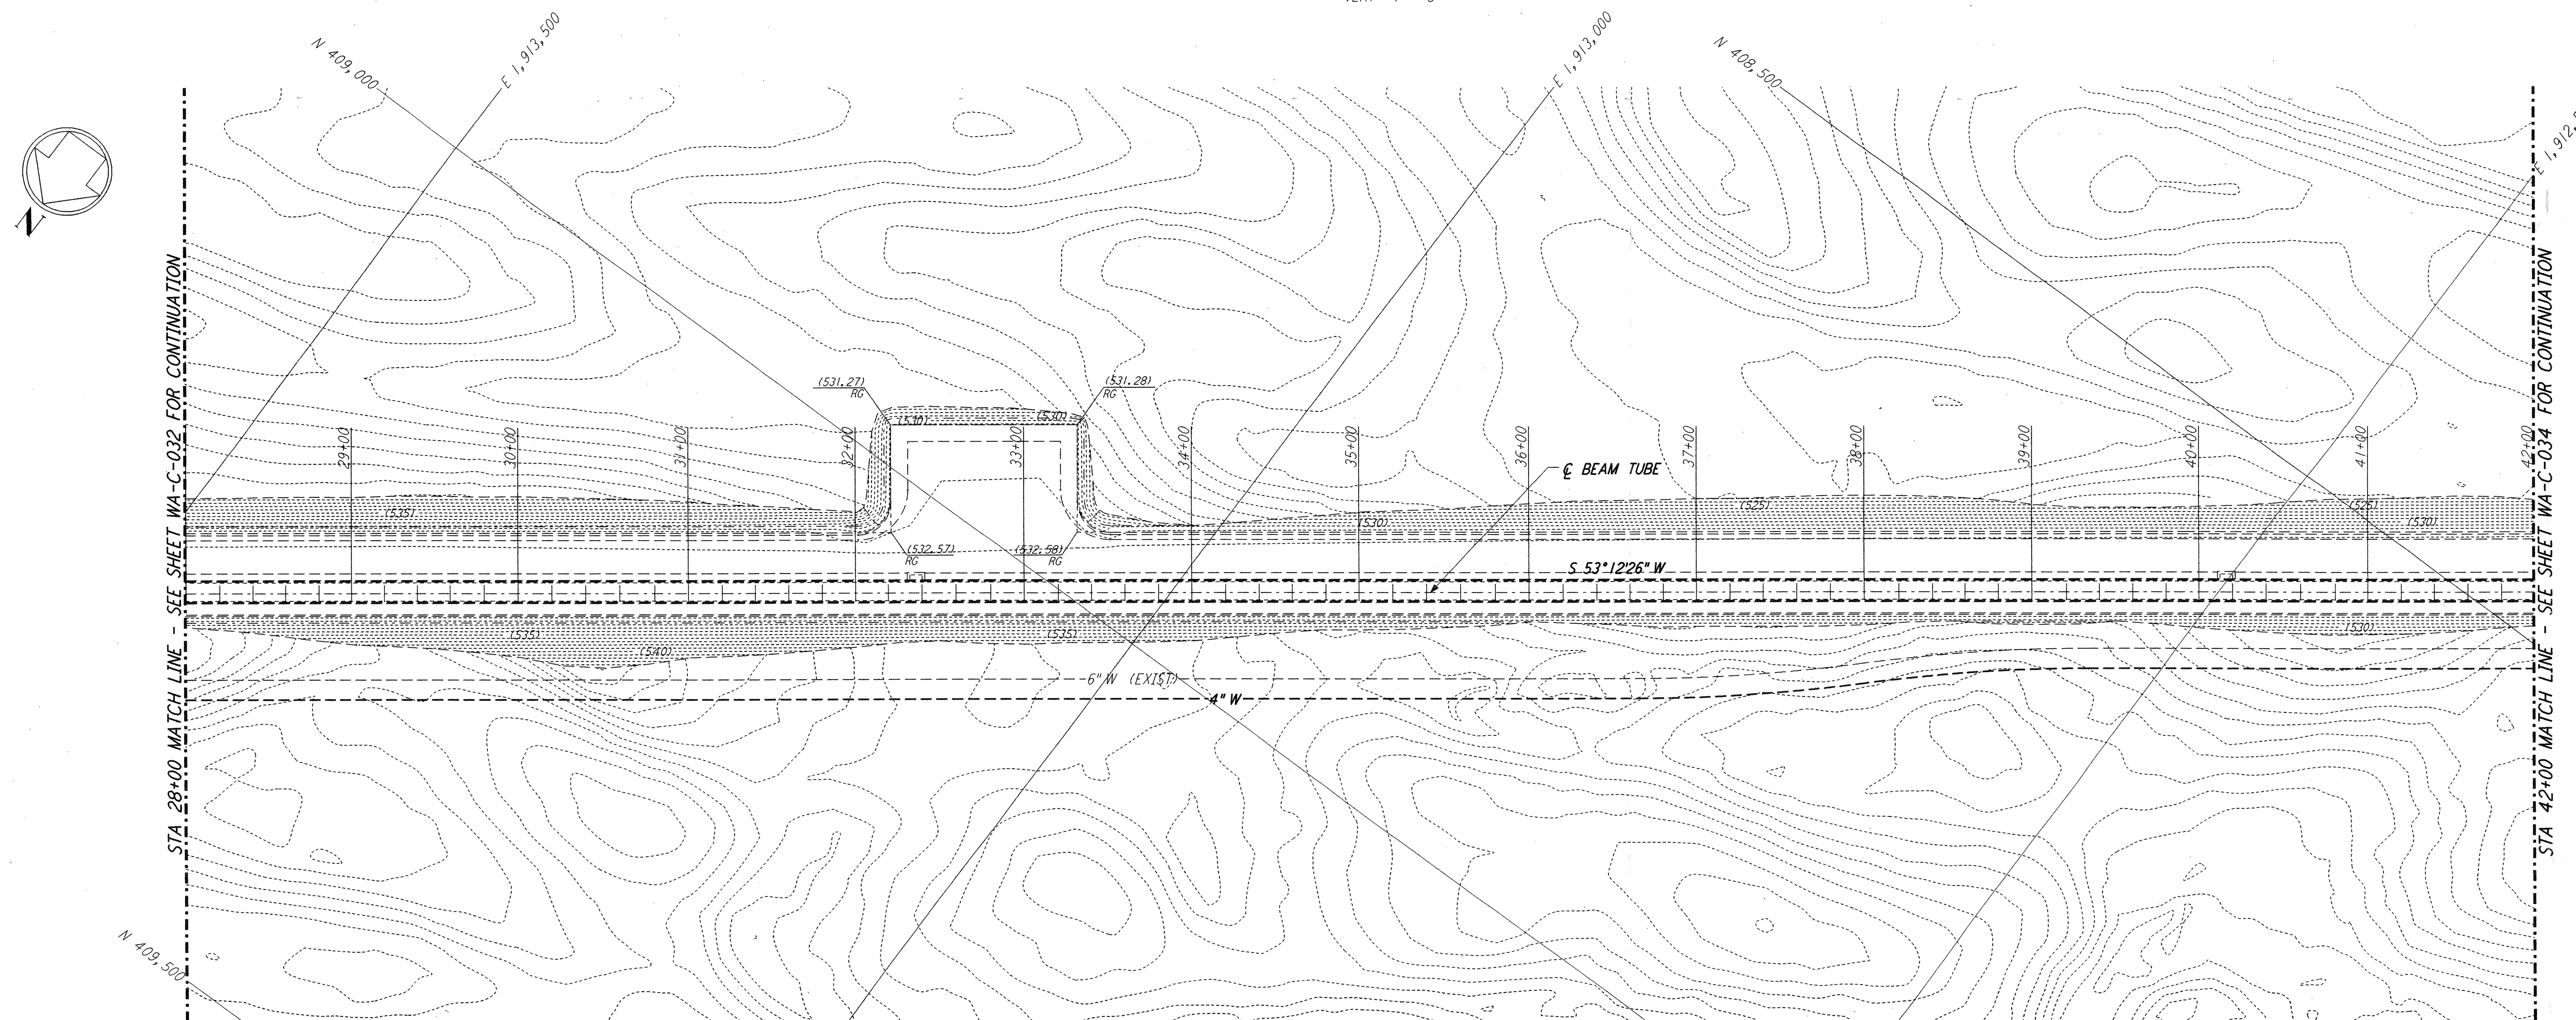 N 409,000
E 1,913,500
E 1,913,000
N 408,500
N
STA 28+00 MATCH LINE - SEE SHEET WA-C-032 FOR CONTINUATION
STA 42+00 MATCH LINE - SEE SHEET WA-C-034 FOR CONTINUATION
(531.27)
RG
(531.28)
RG
(530)
(530)
29+00
30+00
31+00
32+00
33+00
34+00
35+00
36+00
37+00
38+00
39+00
40+00
41+00
42+00
℄ BEAM TUBE
(535)
(530)
(525)
(525)
(530)
(532.57)
RG
(532.58)
RG
S 53°12'26" W
(535)
(535)
(530)
(540)
6" W (EXIST)
4" W
N 409,500